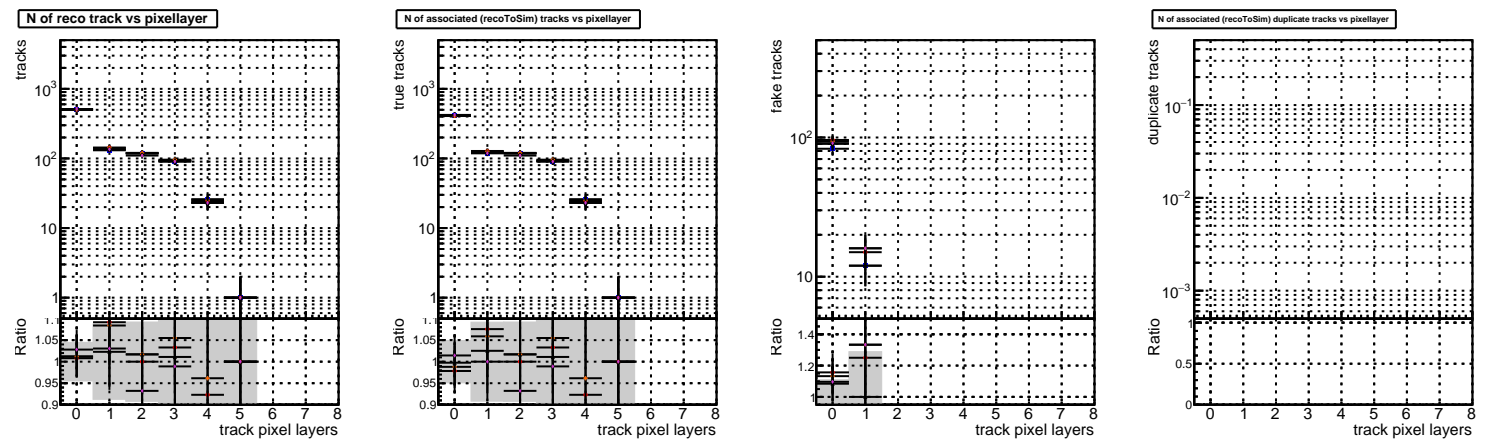 N of reco track vs pixellayer
tracks
10³
10²
10
1
Ratio
1.1
1.05
1
0.95
0.9
0 1 2 3 4 5 6 7 8
track pixel layers
N of associated (recoToSim) tracks vs pixellayer
true tracks
10³
10²
10
1
Ratio
1.1
1.05
1
0.95
0.9
0 1 2 3 4 5 6 7 8
track pixel layers
fake tracks
10²
10
Ratio
1.4
1.2
1
0 1 2 3 4 5 6 7 8
track pixel layers
N of associated (recoToSim) duplicate tracks vs pixellayer
duplicate tracks
10⁻¹
10⁻²
10⁻³
Ratio
1
0.5
0
0 1 2 3 4 5 6 7 8
track pixel layers